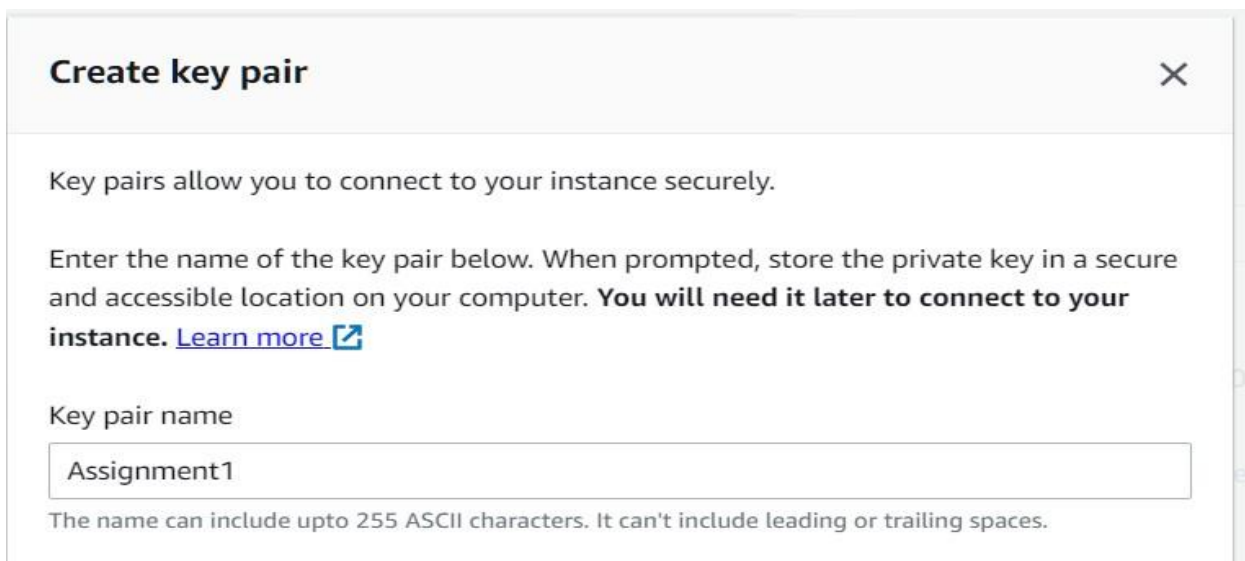 Create key pair
Key pairs allow you to connect to your instance securely.
Enter the name of the key pair below. When prompted, store the private key in a secure
and accessible location on your computer. You will need it later to connect to your
instance. Learn more
Key pair name
Assignment1
The name can include upto 255 ASCII characters. It can't include leading or trailing spaces.